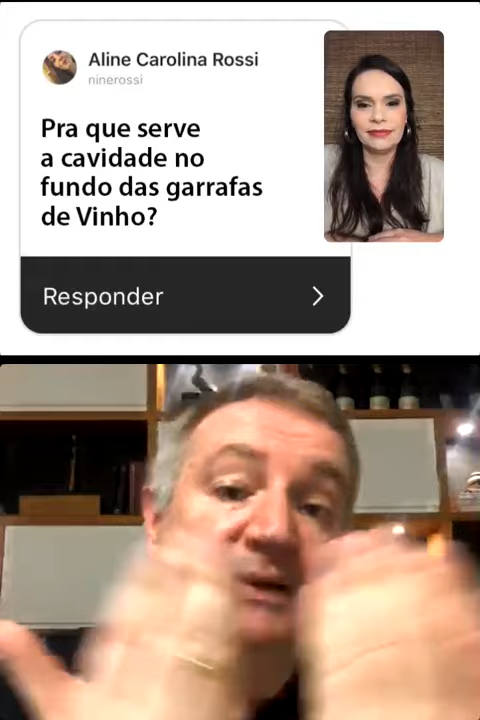 Aline Carolina Rossi
ninerossi
Pra que serve
a cavidade no
fundo das garrafas
de Vinho?
Responder